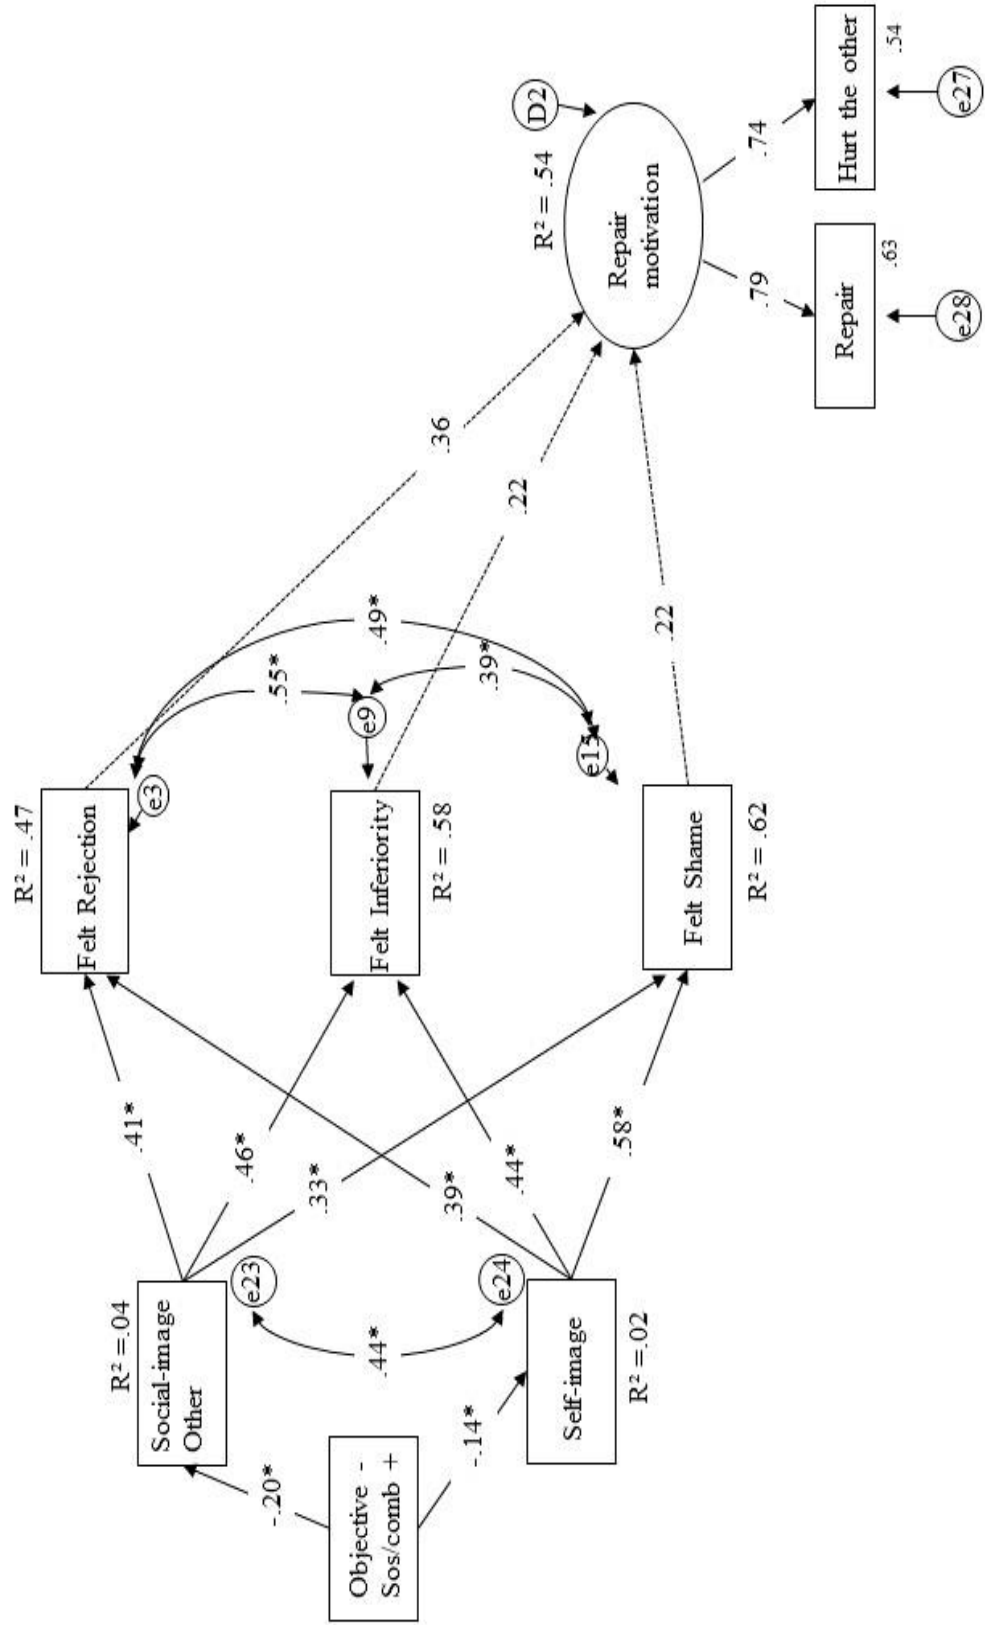 Objective -
Sos/comb +
-.20*
-.14*
R² =.04
Social-image
Other
e23
.44*
e24
Self-image
R² =.02
.41*
.46*
.33*
.39*
.44*
.58*
R² = .47
Felt Rejection
e3
Felt Inferiority
R² = .58
e9
Felt Shame
R² = .62
e15
.55*
.49*
.39*
.36
.22
.22
R² = .54
D2
Repair
motivation
.79
.74
Repair
.63
e28
Hurt the other
.54
e27